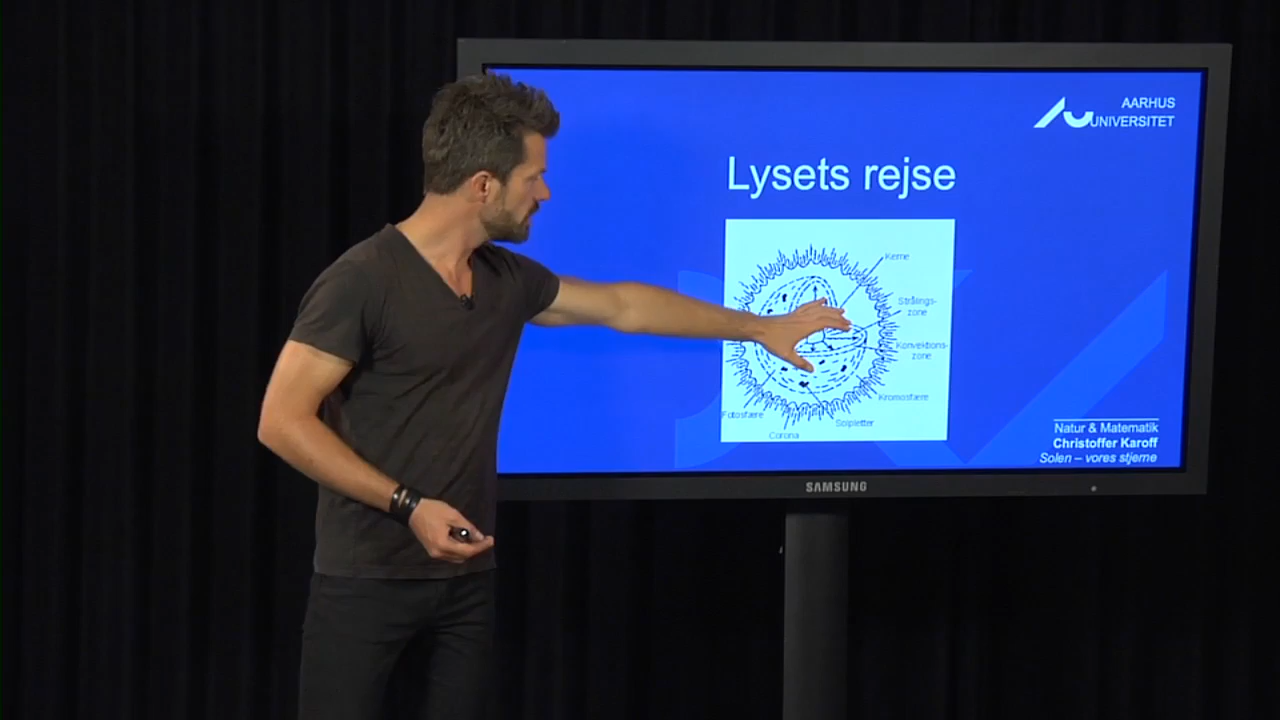 AARHUS
UNIVERSITET
Lysets rejse
Kerne
Strålings-
zone
Konvektions-
zone
Kromosfære
Solpletter
Corona
Fotosfære
Natur & Matematik
Christoffer Karoff
Solen – vores stjerne
SAMSUNG